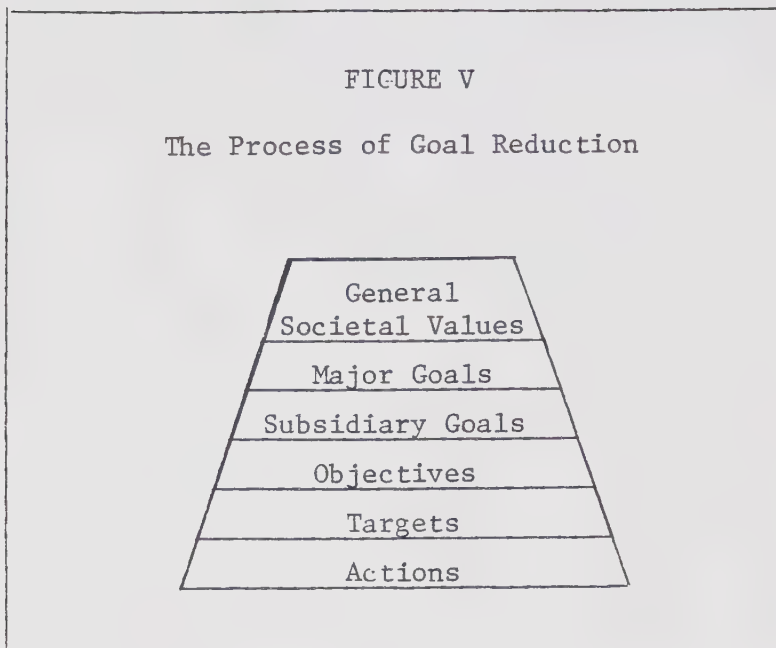 FIGURE V
The Process of Goal Reduction
General
Societal Values
Major Goals
Subsidiary Goals
Objectives
Targets
Actions